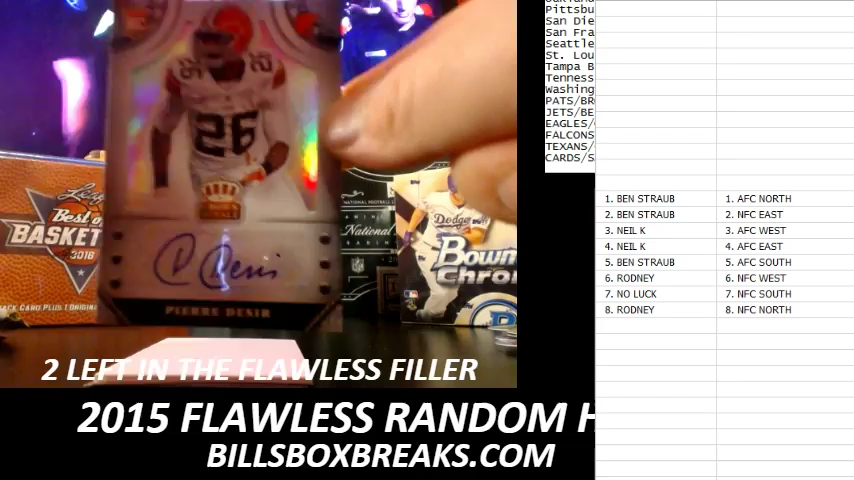 Pittsbu
San Die
San Fra
Seattle
St. Lou
Tampa B
Tenness
Washing
PATS/BR
JETS/BE
EAGLES/
FALCONS
TEXANS/
CARDS/S
1. BEN STRAUB 1. AFC NORTH
2. BEN STRAUB 2. NFC EAST
3. NEIL K 3. AFC WEST
4. NEIL K 4. AFC EAST
5. BEN STRAUB 5. AFC SOUTH
6. RODNEY 6. NFC WEST
7. NO LUCK 7. NFC SOUTH
8. RODNEY 8. NFC NORTH
26
PIERRE DESIR
Leaf
Best of
BASKET
National
Dodgers
Bowm
Chro
2 LEFT IN THE FLAWLESS FILLER
2015 FLAWLESS RANDOM H
BILLSBOXBREAKS.COM